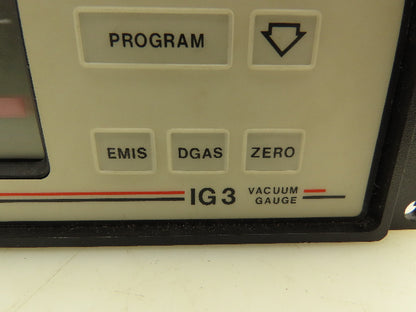 PROGRAM
EMIS DGAS ZERO
IG3 VACUUM
GAUGE